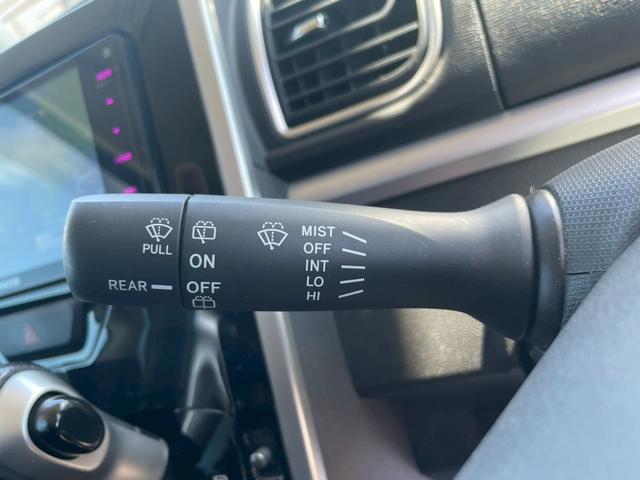 PULL
REAR
ON
OFF
MIST
OFF
INT
LO
HI